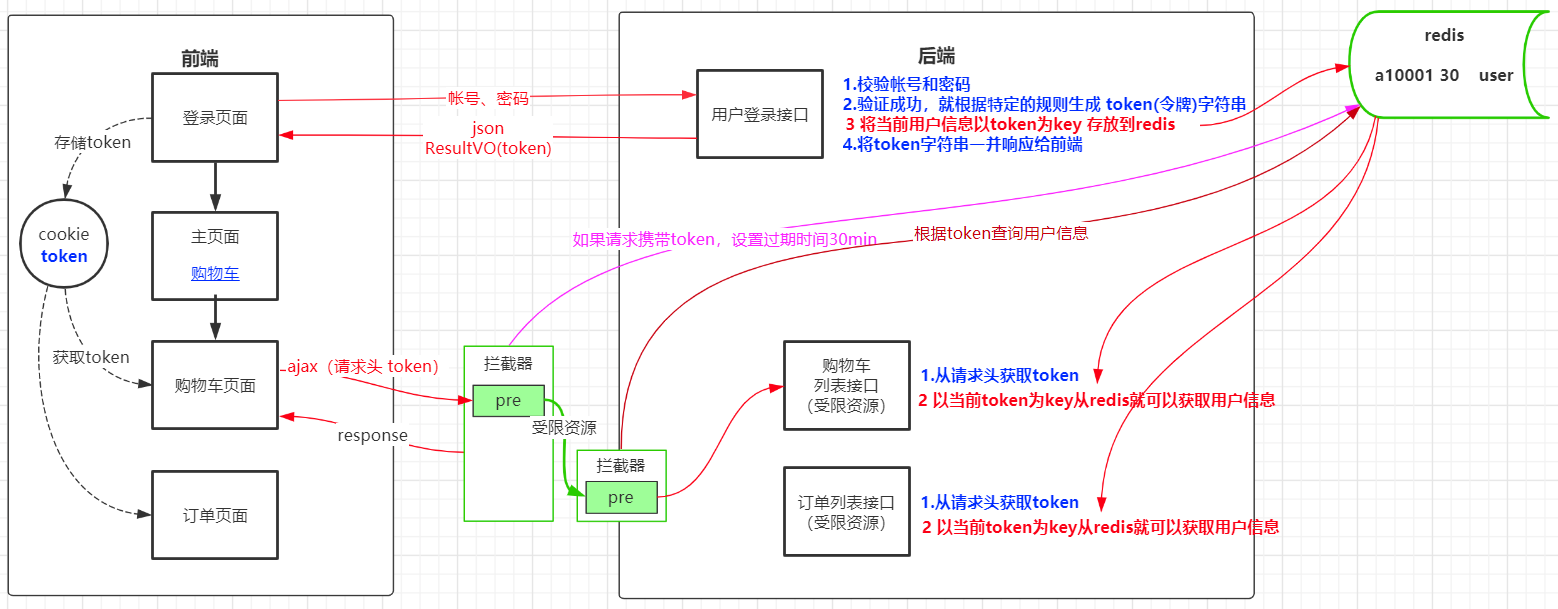 前端
登录页面
存储token
cookie
token
主页面
购物车
获取token
购物车页面
订单页面
帐号、密码
json
ResultVO(token)
ajax（请求头 token）
response
拦截器
pre
受限资源
拦截器
pre
如果请求携带token，设置过期时间30min
根据token查询用户信息
后端
用户登录接口
1.校验帐号和密码
2.验证成功，就根据特定的规则生成 token(令牌)字符串
3 将当前用户信息以token为key 存放到redis
4.将token字符串一并响应给前端
购物车
列表接口
（受限资源）
1.从请求头获取token
2 以当前token为key从redis就可以获取用户信息
订单列表接口
（受限资源）
1.从请求头获取token
2 以当前token为key从redis就可以获取用户信息
redis
a10001 30 user